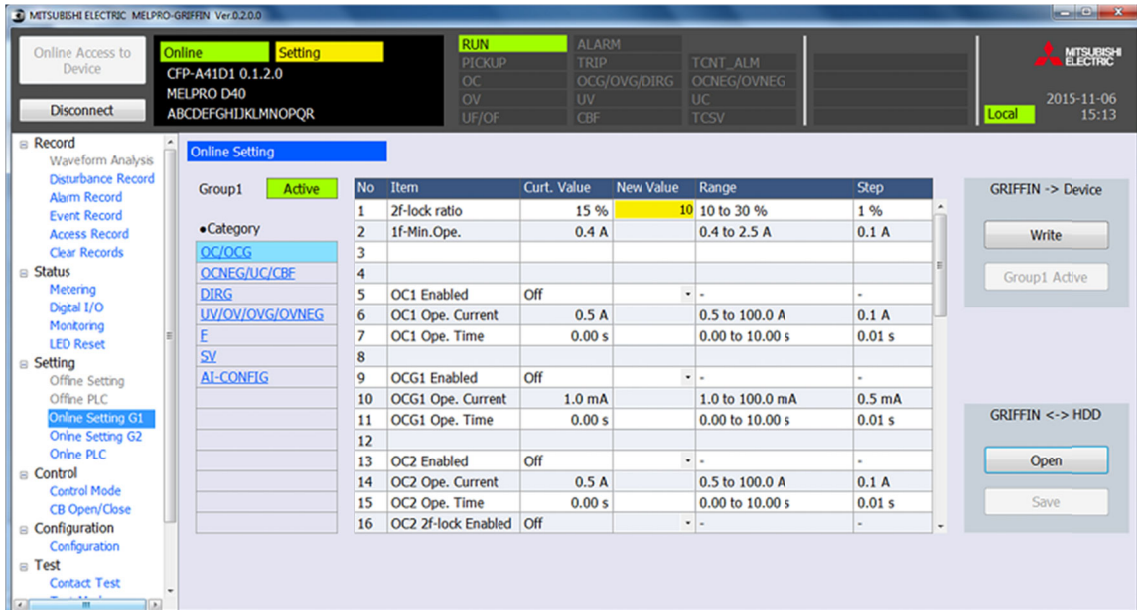 MITSUBISHI ELECTRIC MELPRO-GRIFFIN Ver.0.2.0.0
Online Access to
Device
Disconnect
Online Setting
CFP-A41D1 0.1.2.0
MELPRO D40
ABCDEFGHIJKLMNOPQR
RUN ALARM
PICKUP TRIP TCNT_ALM
OC OCG/OVG/DIRG OCNEG/OVNEG
OV UV UC
UF/OF CBF TCSV
MITSUBISHI
ELECTRIC
2015-11-06
Local 15:13
Record
Waveform Analysis
Disturbance Record
Alarm Record
Event Record
Access Record
Clear Records
Status
Metering
Digtal I/O
Monitoring
LED Reset
Setting
Offline Setting
Offline PLC
Online Setting G1
Online Setting G2
Online PLC
Control
Control Mode
CB Open/Close
Configuration
Configuration
Test
Contact Test
Online Setting
Group1 Active
●Category
OC/OCG
OCNEG/UC/CBF
DIRG
UV/OV/OVG/OVNEG
F
SV
AI-CONFIG
No Item Curt. Value New Value Range Step
1 2f-lock ratio 15 % 10 10 to 30 % 1 %
2 1f-Min.Ope. 0.4 A 0.4 to 2.5 A 0.1 A
3
4
5 OC1 Enabled Off - -
6 OC1 Ope. Current 0.5 A 0.5 to 100.0 A 0.1 A
7 OC1 Ope. Time 0.00 s 0.00 to 10.00 s 0.01 s
8
9 OCG1 Enabled Off - -
10 OCG1 Ope. Current 1.0 mA 1.0 to 100.0 mA 0.5 mA
11 OCG1 Ope. Time 0.00 s 0.00 to 10.00 s 0.01 s
12
13 OC2 Enabled Off - -
14 OC2 Ope. Current 0.5 A 0.5 to 100.0 A 0.1 A
15 OC2 Ope. Time 0.00 s 0.00 to 10.00 s 0.01 s
16 OC2 2f-lock Enabled Off - -
GRIFFIN -> Device
Write
Group1 Active
GRIFFIN <-> HDD
Open
Save